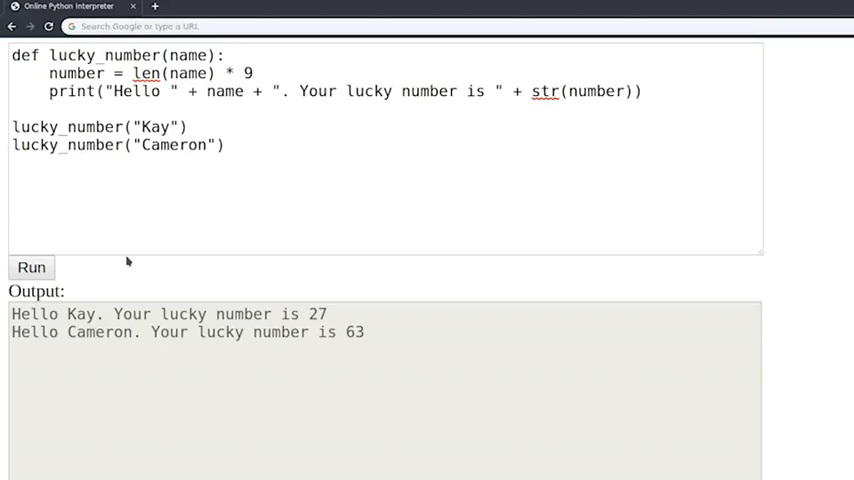 Online Python Interpreter
Search Google or type a URL
def lucky_number(name):
    number = len(name) * 9
    print("Hello " + name + ". Your lucky number is " + str(number))
lucky_number("Kay")
lucky_number("Cameron")
Run
Output:
Hello Kay. Your lucky number is 27
Hello Cameron. Your lucky number is 63